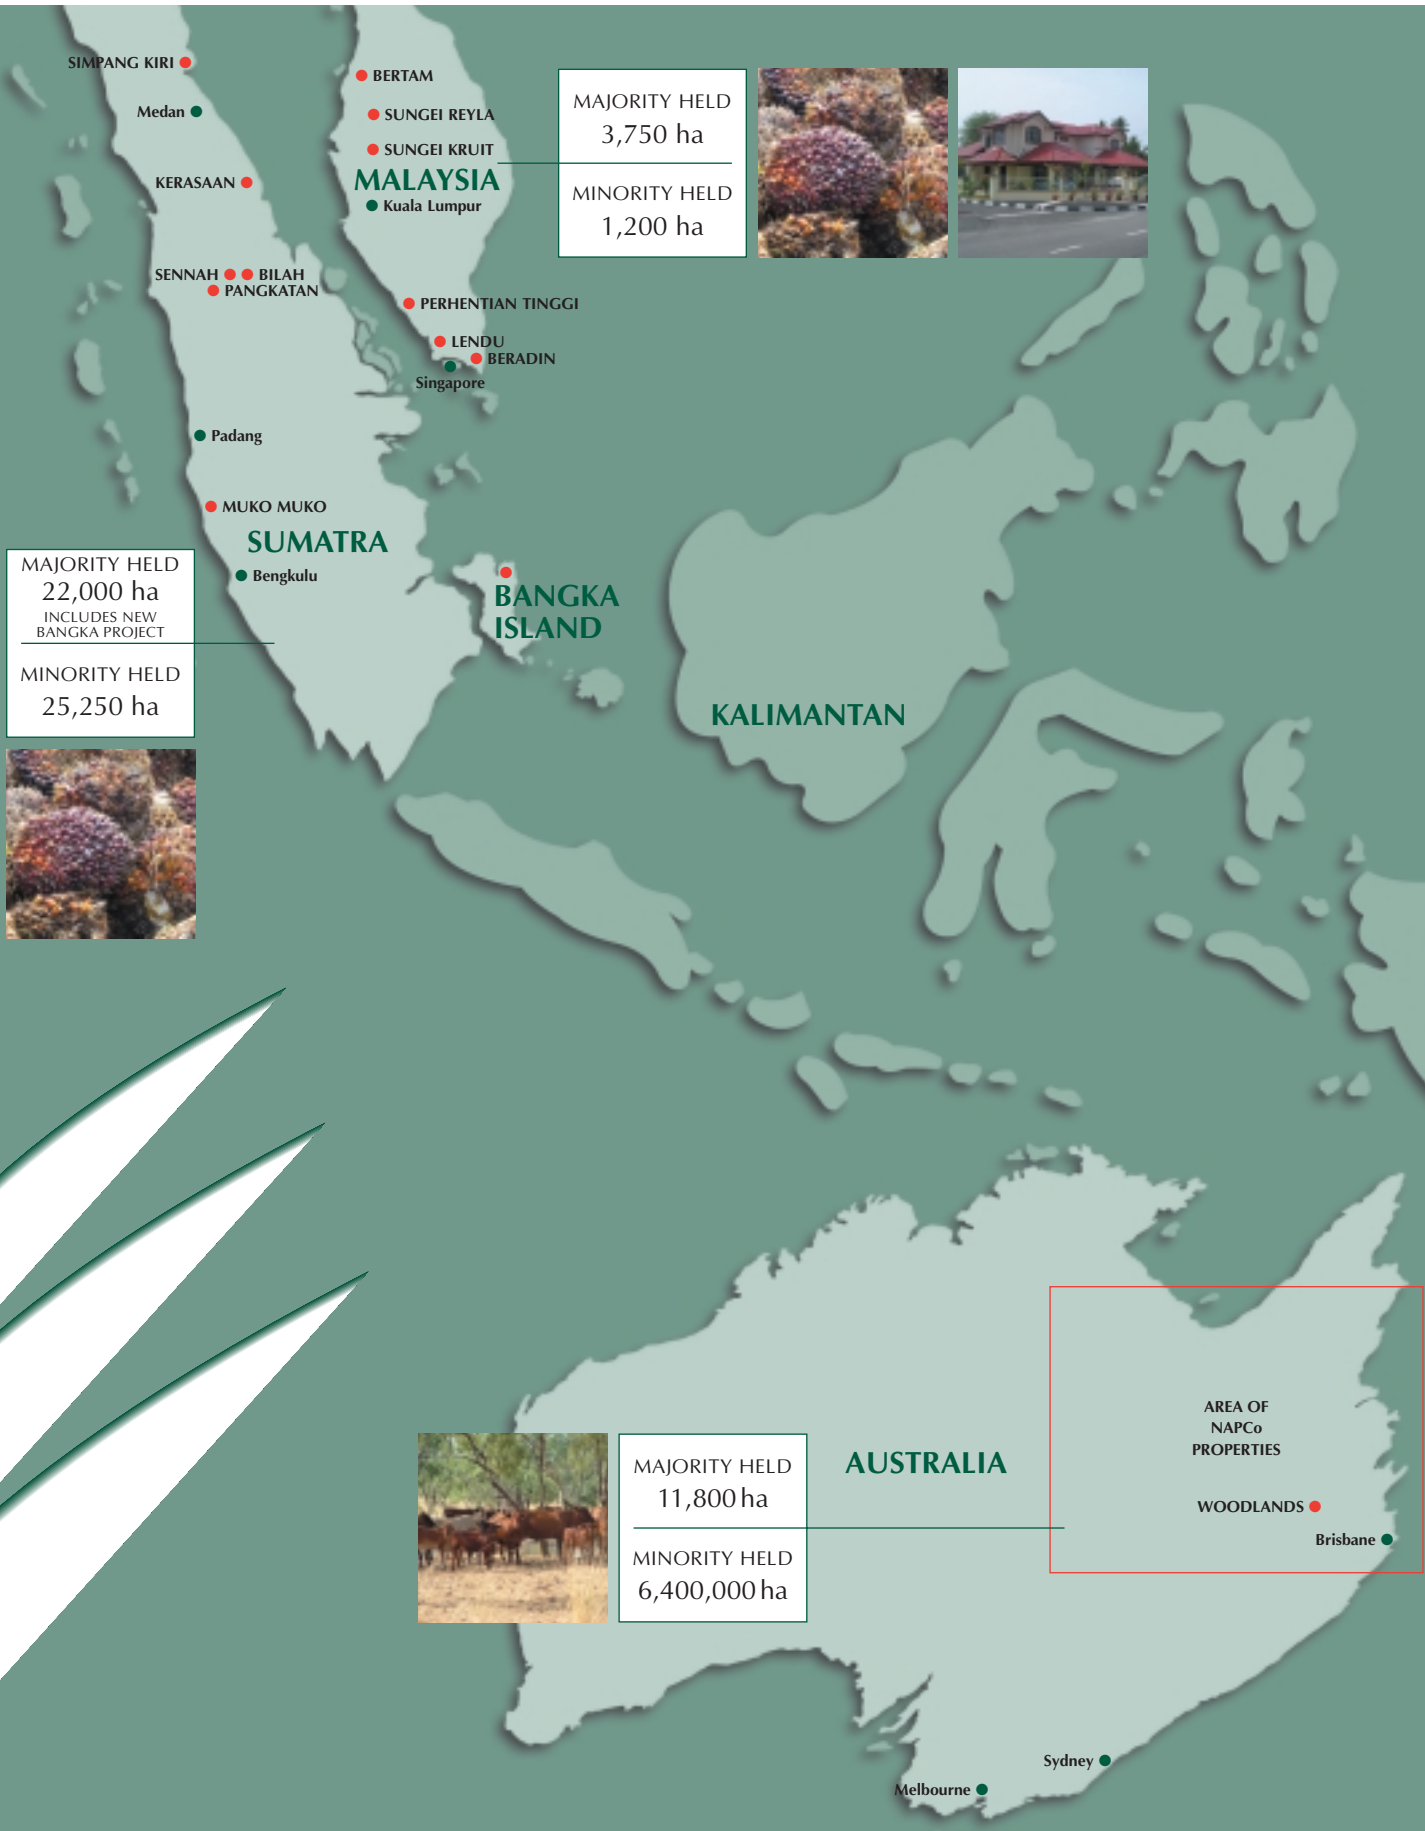 SIMPANG KIRI
Medan
KERASAAN
SENNAH
BILAH
PANGKATAN
Padang
MUKO MUKO
SUMATRA
Bengkulu
BERTAM
SUNGEI REYLA
SUNGEI KRUIT
MALAYSIA
Kuala Lumpur
PERHENTIAN TINGGI
LENDU
BERADIN
Singapore
MAJORITY HELD
3,750 ha
MINORITY HELD
1,200 ha
MAJORITY HELD
22,000 ha
INCLUDES NEW
BANGKA PROJECT
MINORITY HELD
25,250 ha
BANGKA
ISLAND
KALIMANTAN
MAJORITY HELD
11,800 ha
MINORITY HELD
6,400,000 ha
AUSTRALIA
AREA OF
NAPCo
PROPERTIES
WOODLANDS
Brisbane
Sydney
Melbourne